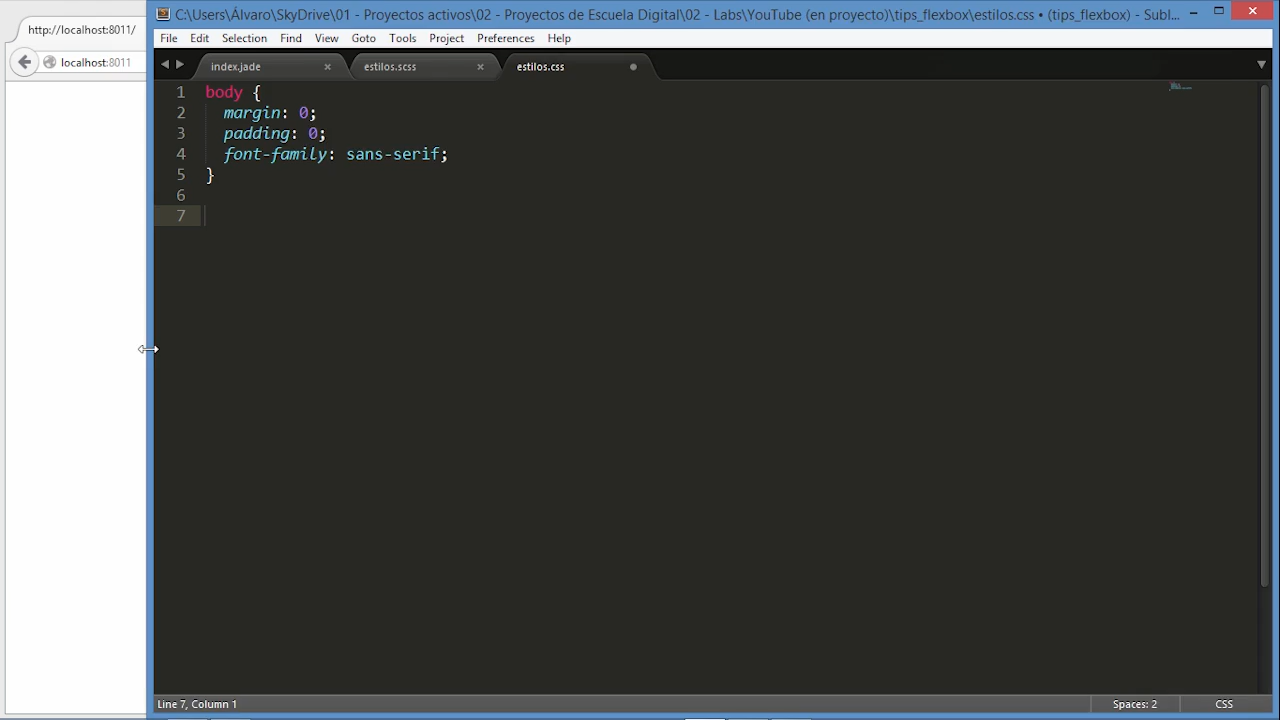 http://localhost:8011/
localhost:8011
C:\Users\Álvaro\SkyDrive\01 - Proyectos activos\02 - Proyectos de Escuela Digital\02 - Labs\YouTube (en proyecto)\tips_flexbox\estilos.css • (tips_flexbox) - Subl...
File Edit Selection Find View Goto Tools Project Preferences Help
index.jade × estilos.scss × estilos.css
1 body {
2 margin: 0;
3 padding: 0;
4 font-family: sans-serif;
5 }
6
7
Line 7, Column 1 Spaces: 2 CSS